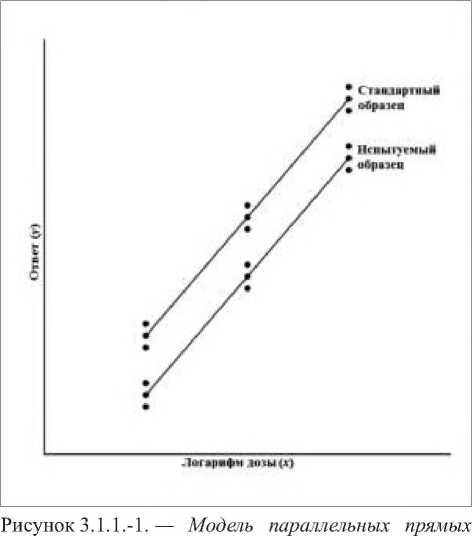 Стандартный
образец
Испытуемый
образец
Ответ (y)
Логарифм дозы (x)
Рисунок 3.1.1.-1. — Модель параллельных прямых